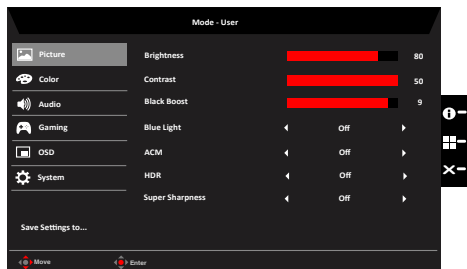 Mode - User
Picture
Brightness 80
Color
Contrast 50
Audio
Black Boost 9
Gaming
Blue Light Off
OSD
ACM Off
System
HDR Off
Super Sharpness Off
Save Settings to...
Move Enter